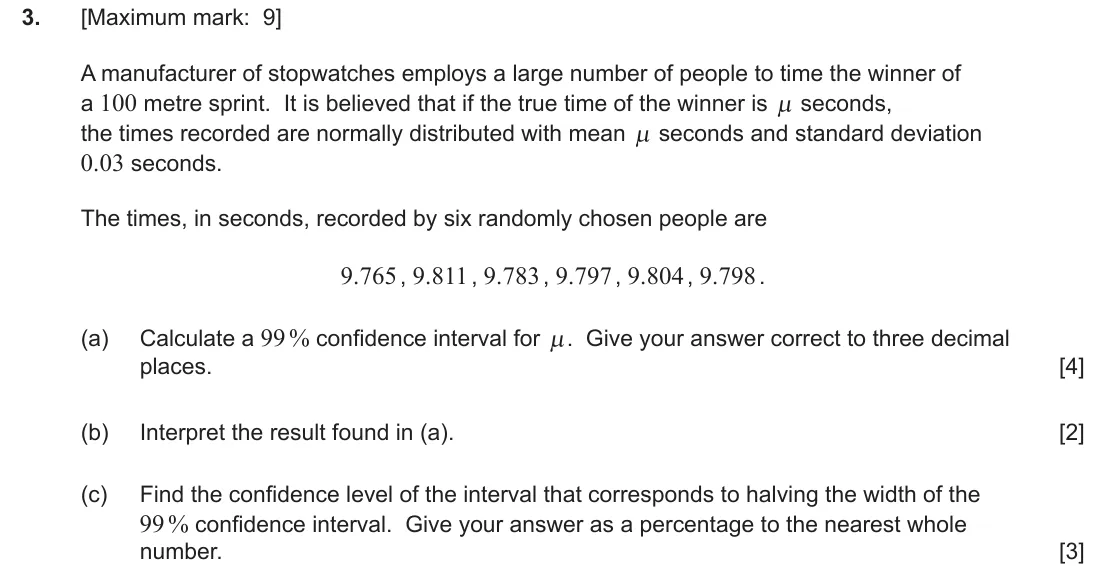 3. [Maximum mark: 9]
A manufacturer of stopwatches employs a large number of people to time the winner of
a 100 metre sprint. It is believed that if the true time of the winner is μ seconds,
the times recorded are normally distributed with mean μ seconds and standard deviation
0.03 seconds.
The times, in seconds, recorded by six randomly chosen people are
9.765, 9.811, 9.783, 9.797, 9.804, 9.798.
(a) Calculate a 99% confidence interval for μ. Give your answer correct to three decimal
places. [4]
(b) Interpret the result found in (a). [2]
(c) Find the confidence level of the interval that corresponds to halving the width of the
99% confidence interval. Give your answer as a percentage to the nearest whole
number. [3]